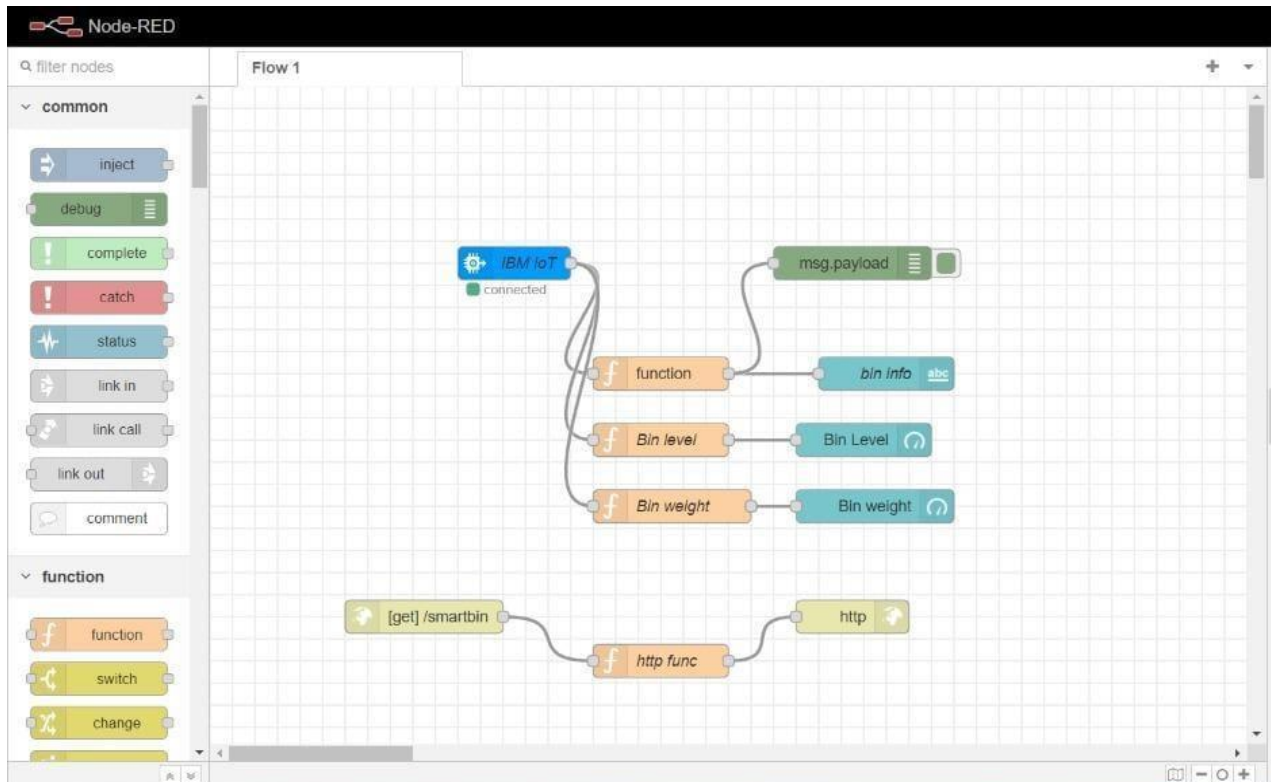 Node-RED
filter nodes
Flow 1
common
inject
debug
complete
catch
status
link in
link call
link out
comment
function
function
switch
change
IBM IoT
connected
msg.payload
function
bin info
abc
Bin level
Bin Level
Bin weight
Bin weight
[get] /smartbin
http
http func